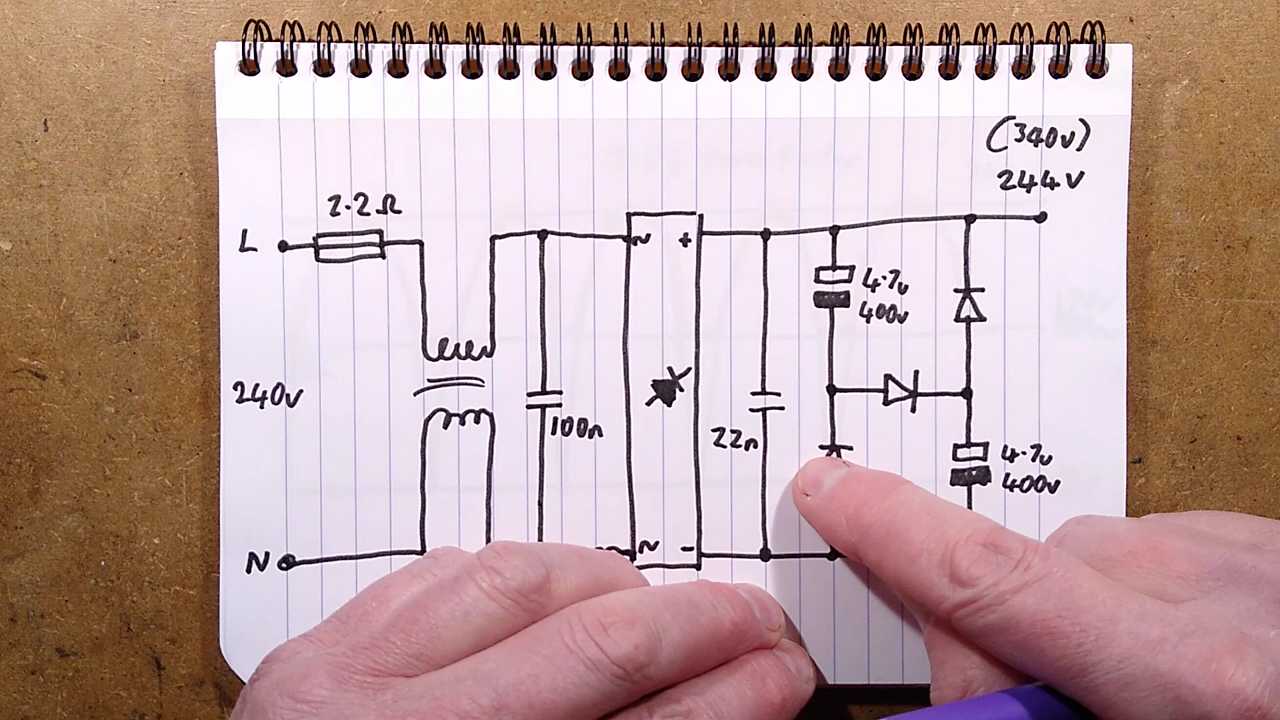 (340v)
244V
2.2Ω
L
~ +
4.7u
400v
240v
100n
22n
4.7u
400v
N
~ -